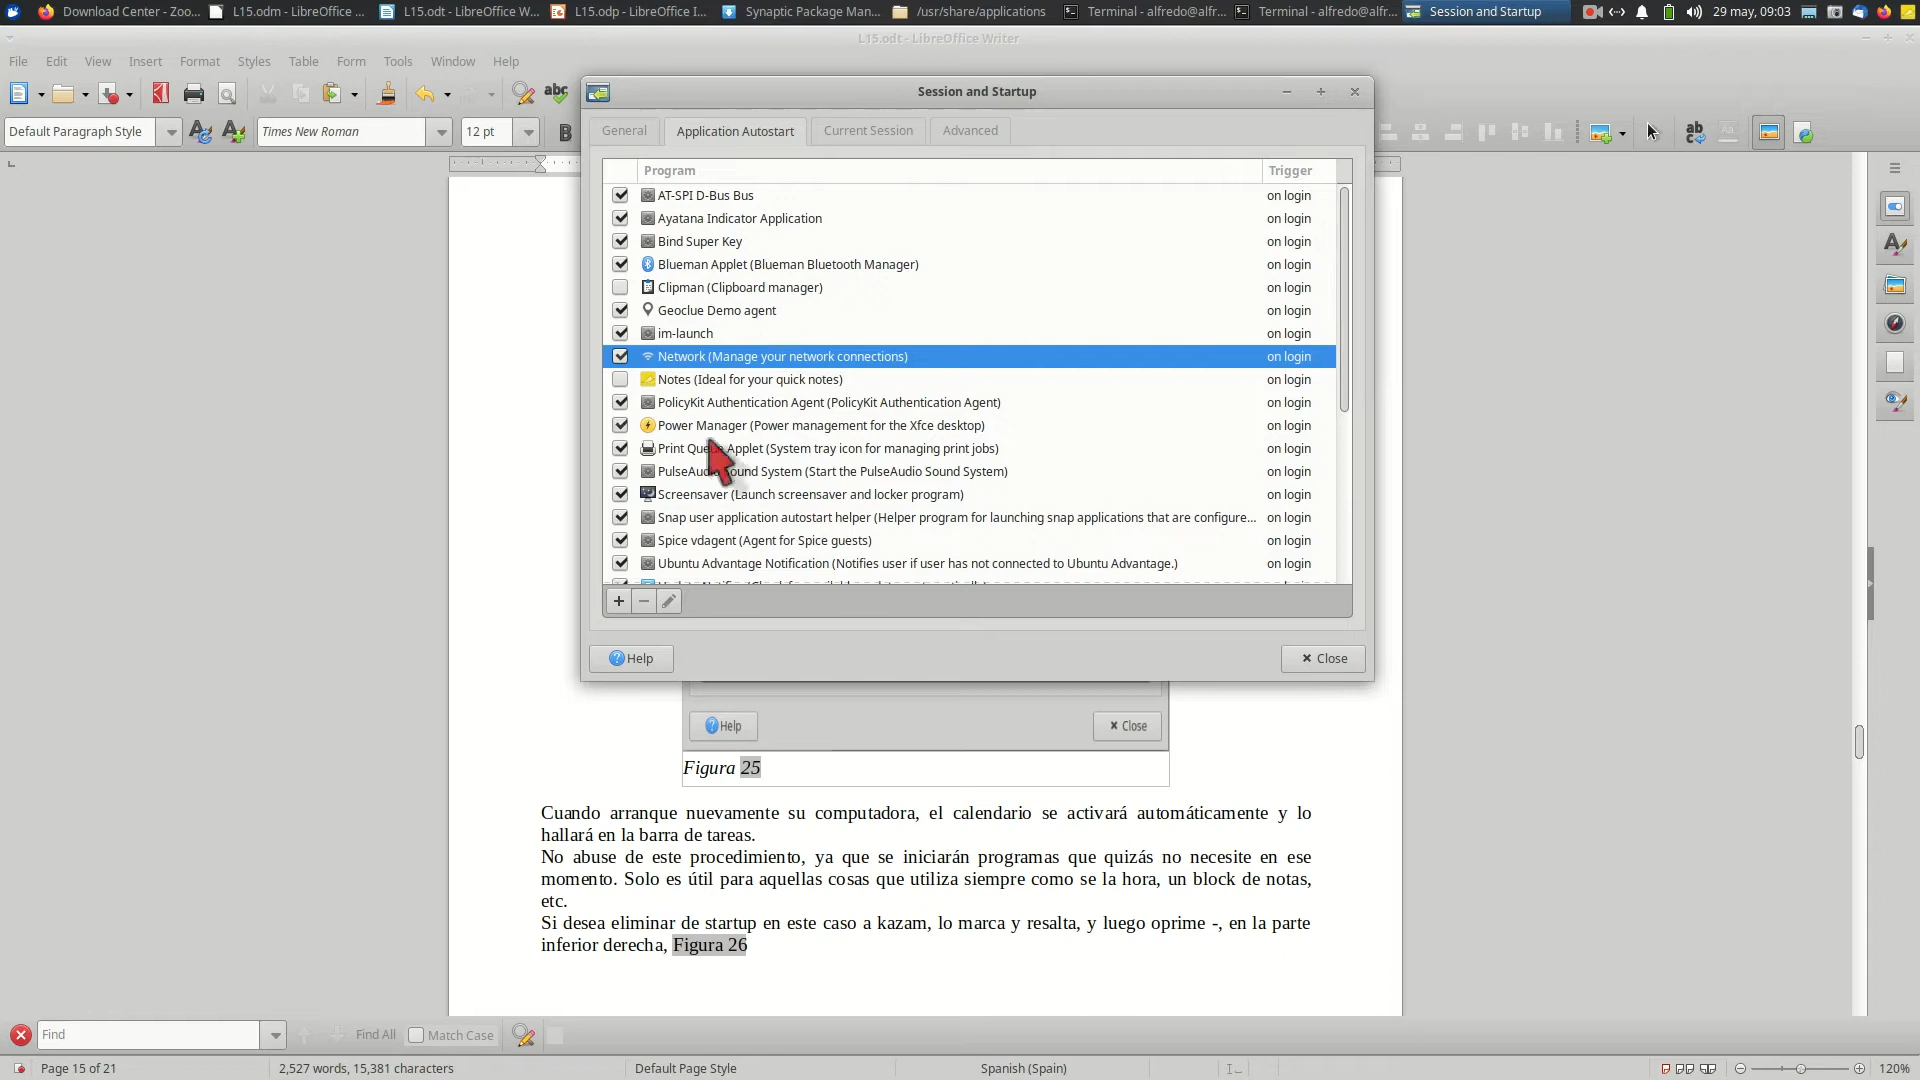 Download Center - Zoo...
L15.odm - LibreOffice ...
L15.odt - LibreOffice W...
L15.odp - LibreOffice I...
Synaptic Package Man...
/usr/share/applications
Terminal - alfredo@alfr...
Terminal - alfredo@alfr...
Session and Startup
29 may, 09:03
L15.odt - LibreOffice Writer
File Edit View Insert Format Styles Table Form Tools Window Help
Default Paragraph Style
Times New Roman
12 pt
Session and Startup
General
Application Autostart
Current Session
Advanced
Program Trigger
AT-SPI D-Bus Bus on login
Ayatana Indicator Application on login
Bind Super Key on login
Blueman Applet (Blueman Bluetooth Manager) on login
Clipman (Clipboard manager) on login
Geoclue Demo agent on login
im-launch on login
Network (Manage your network connections) on login
Notes (Ideal for your quick notes) on login
PolicyKit Authentication Agent (PolicyKit Authentication Agent) on login
Power Manager (Power management for the Xfce desktop) on login
Print Queue Applet (System tray icon for managing print jobs) on login
PulseAudio Sound System (Start the PulseAudio Sound System) on login
Screensaver (Launch screensaver and locker program) on login
Snap user application autostart helper (Helper program for launching snap applications that are configure... on login
Spice vdagent (Agent for Spice guests) on login
Ubuntu Advantage Notification (Notifies user if user has not connected to Ubuntu Advantage.) on login
Help
Close
Help
Close
Figura 25
Cuando arranque nuevamente su computadora, el calendario se activará automáticamente y lo
hallará en la barra de tareas.
No abuse de este procedimiento, ya que se iniciarán programas que quizás no necesite en ese
momento. Solo es útil para aquellas cosas que utiliza siempre como se la hora, un block de notas,
etc.
Si desea eliminar de startup en este caso a kazam, lo marca y resalta, y luego oprime -, en la parte
inferior derecha, Figura 26
Find
Find All
Match Case
Page 15 of 21
2,527 words, 15,381 characters
Default Page Style
Spanish (Spain)
120%